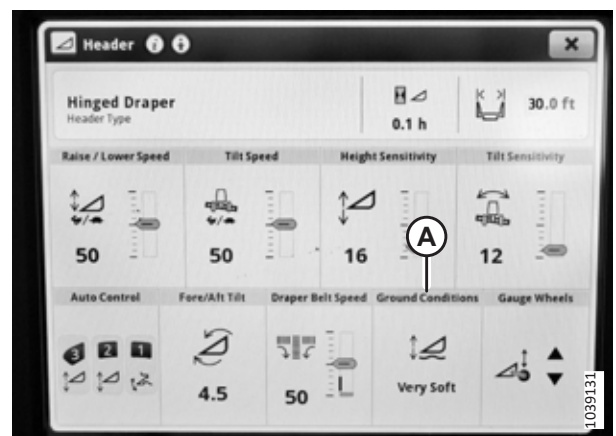 Header
Hinged Draper
Header Type
0.1 h
30.0 ft
Raise / Lower Speed
Tilt Speed
Height Sensitivity
Tilt Sensitivity
50
50
16
12
A
Auto Control
Fore/Aft Tilt
Draper Belt Speed
Ground Conditions
Gauge Wheels
3
2
1
4.5
50
Very Soft
1039131